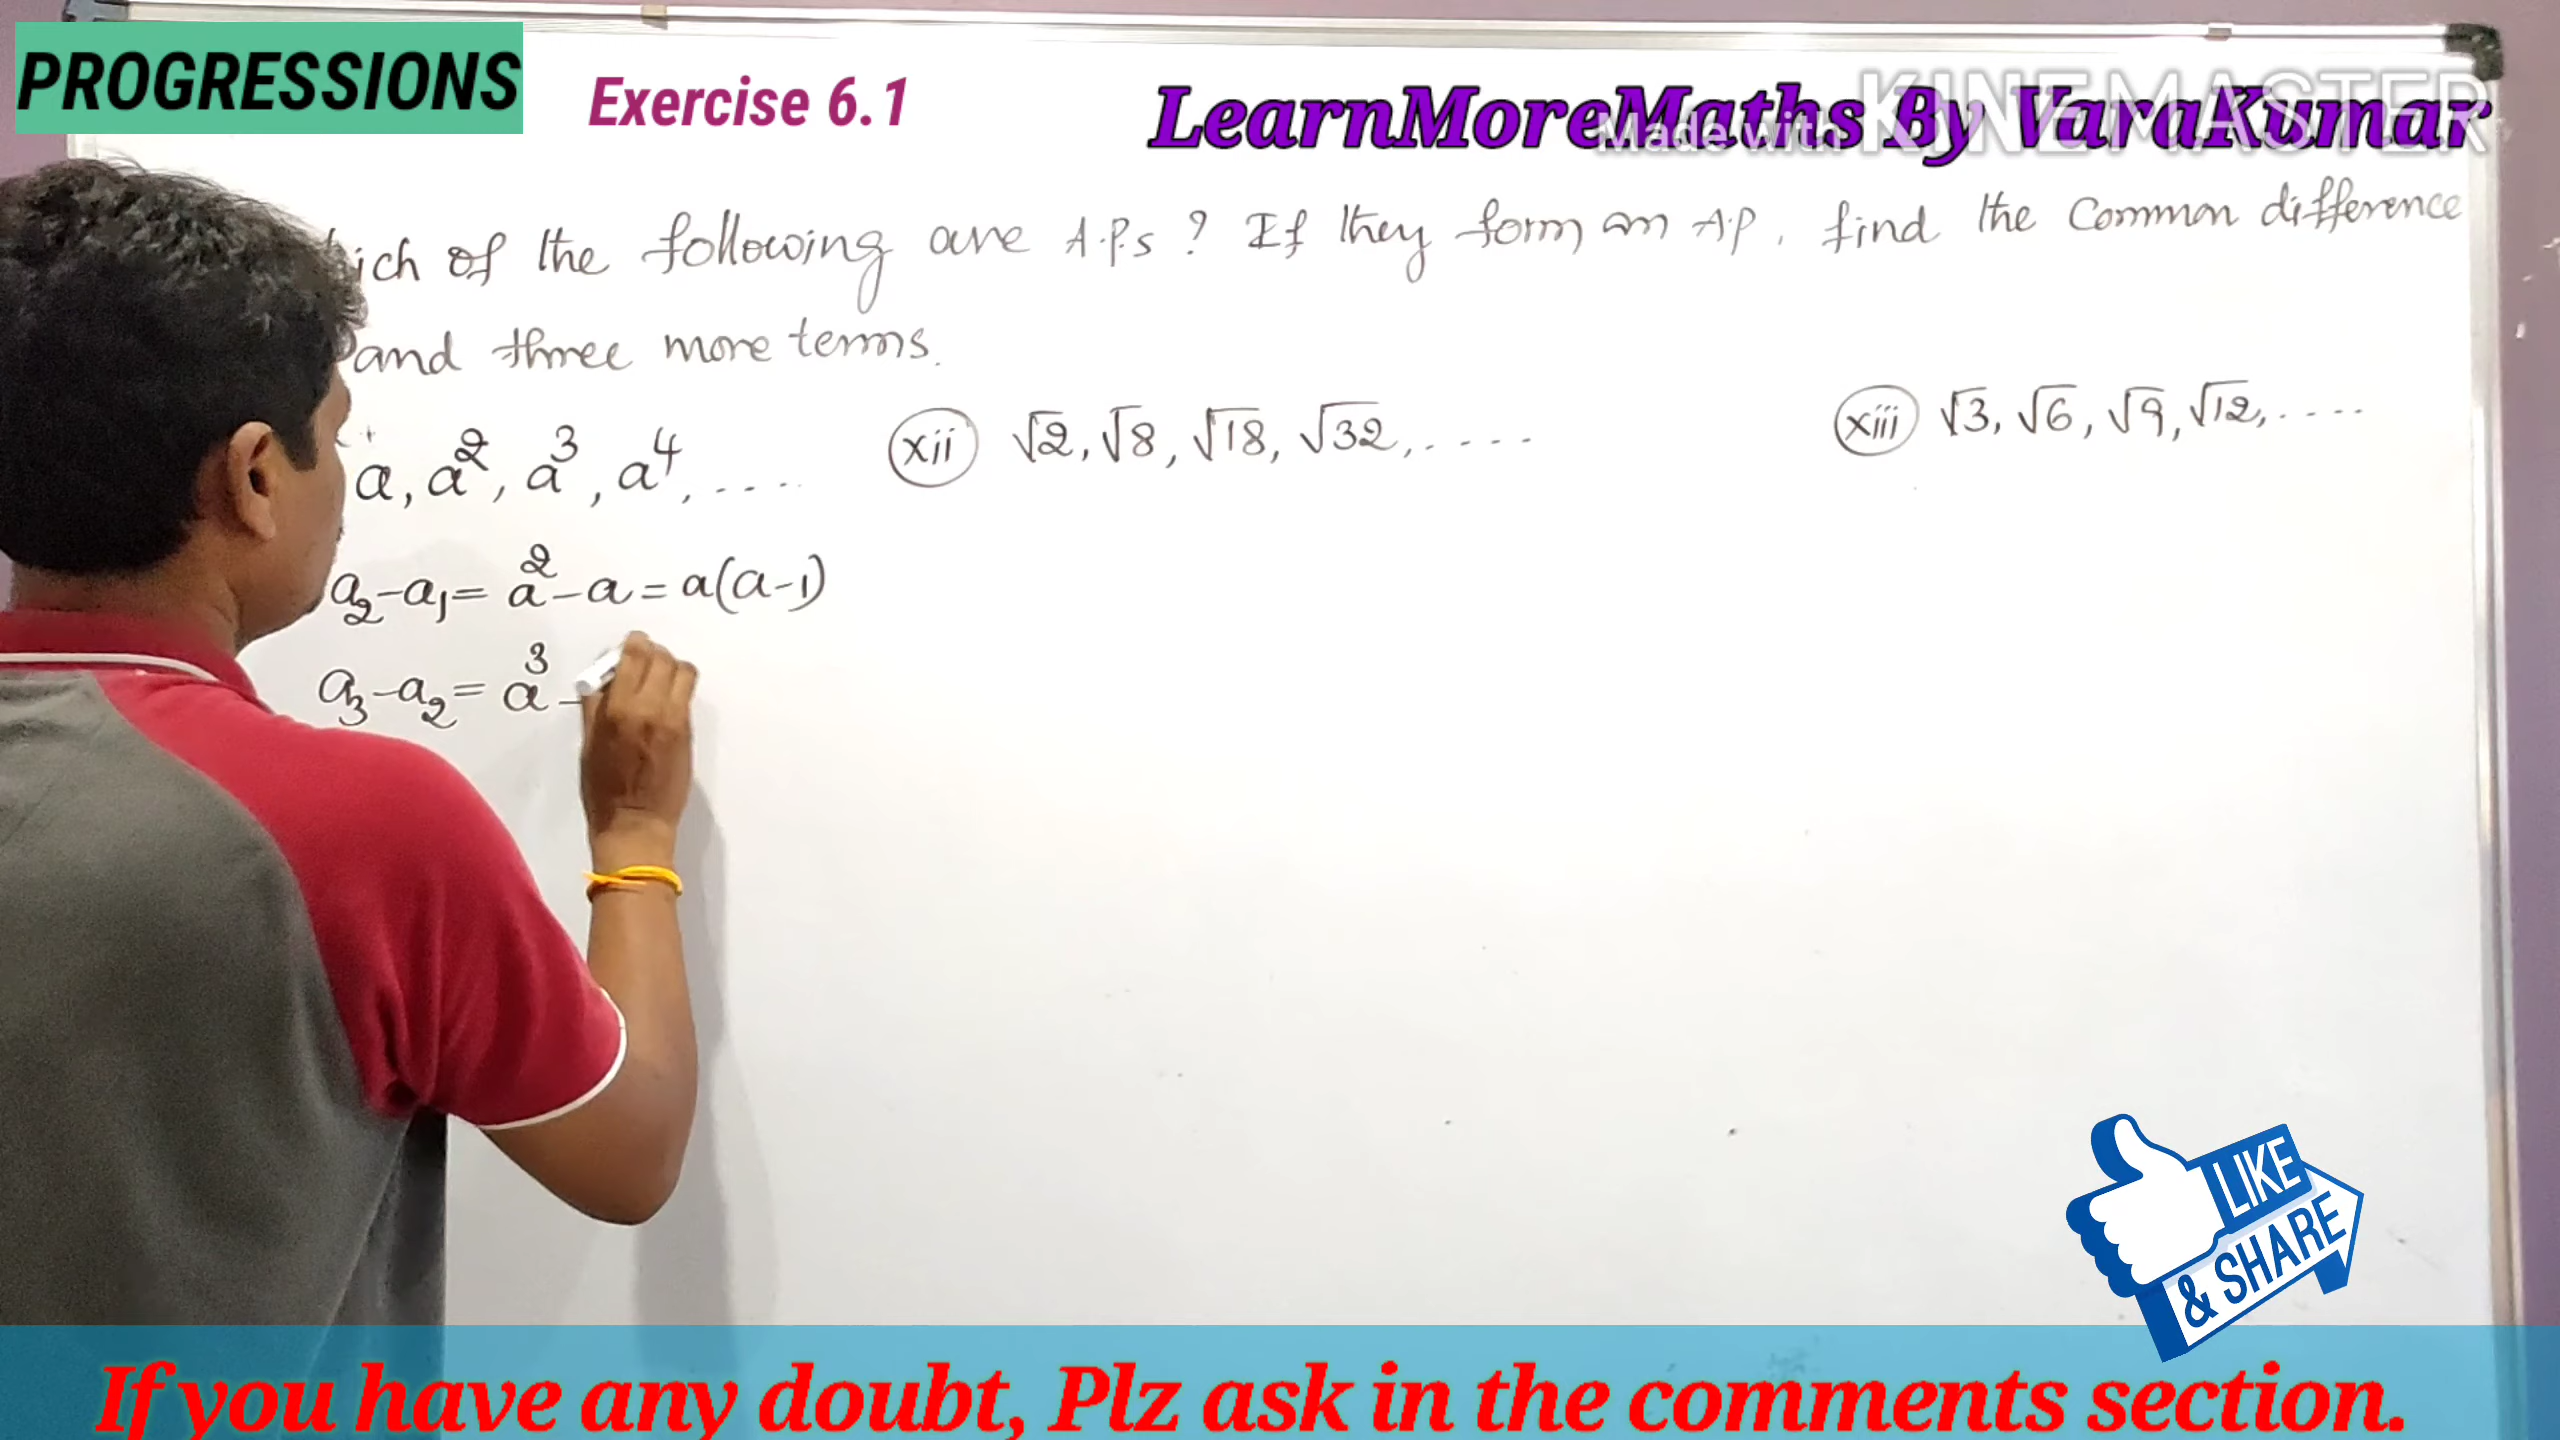 PROGRESSIONS
Exercise 6.1
LearnMoreMaths By VaraKumar
Made with KINEMASTER
ich of the following are A.P.s ? If they form an A.P, find the Common difference
and three more terms.
a, a², a³, a⁴, ....
xii √2, √8, √18, √32, .....
xiii √3, √6, √9, √12, ....
a₂-a₁= a²-a = a(a-1)
a₃-a₂= a³-
LIKE
& SHARE
If you have any doubt, Plz ask in the comments section.